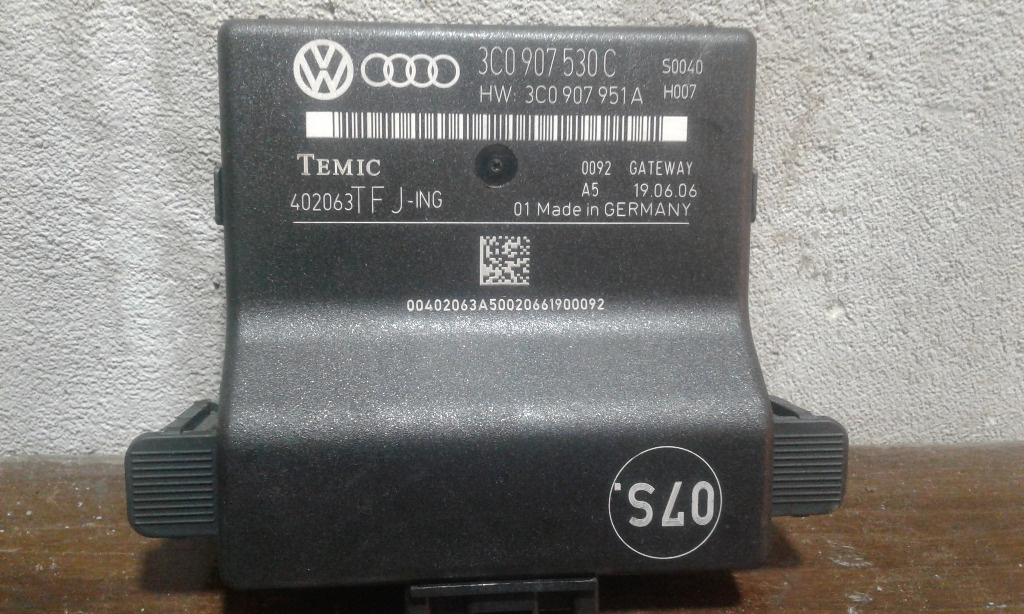 3C0 907 530 C S0040
HW: 3C0 907 951 A H007
TEMIC 0092 GATEWAY
402063TF J-ING A5 19.06.06
01 Made in GERMANY
00402063A50020661900092
07S.